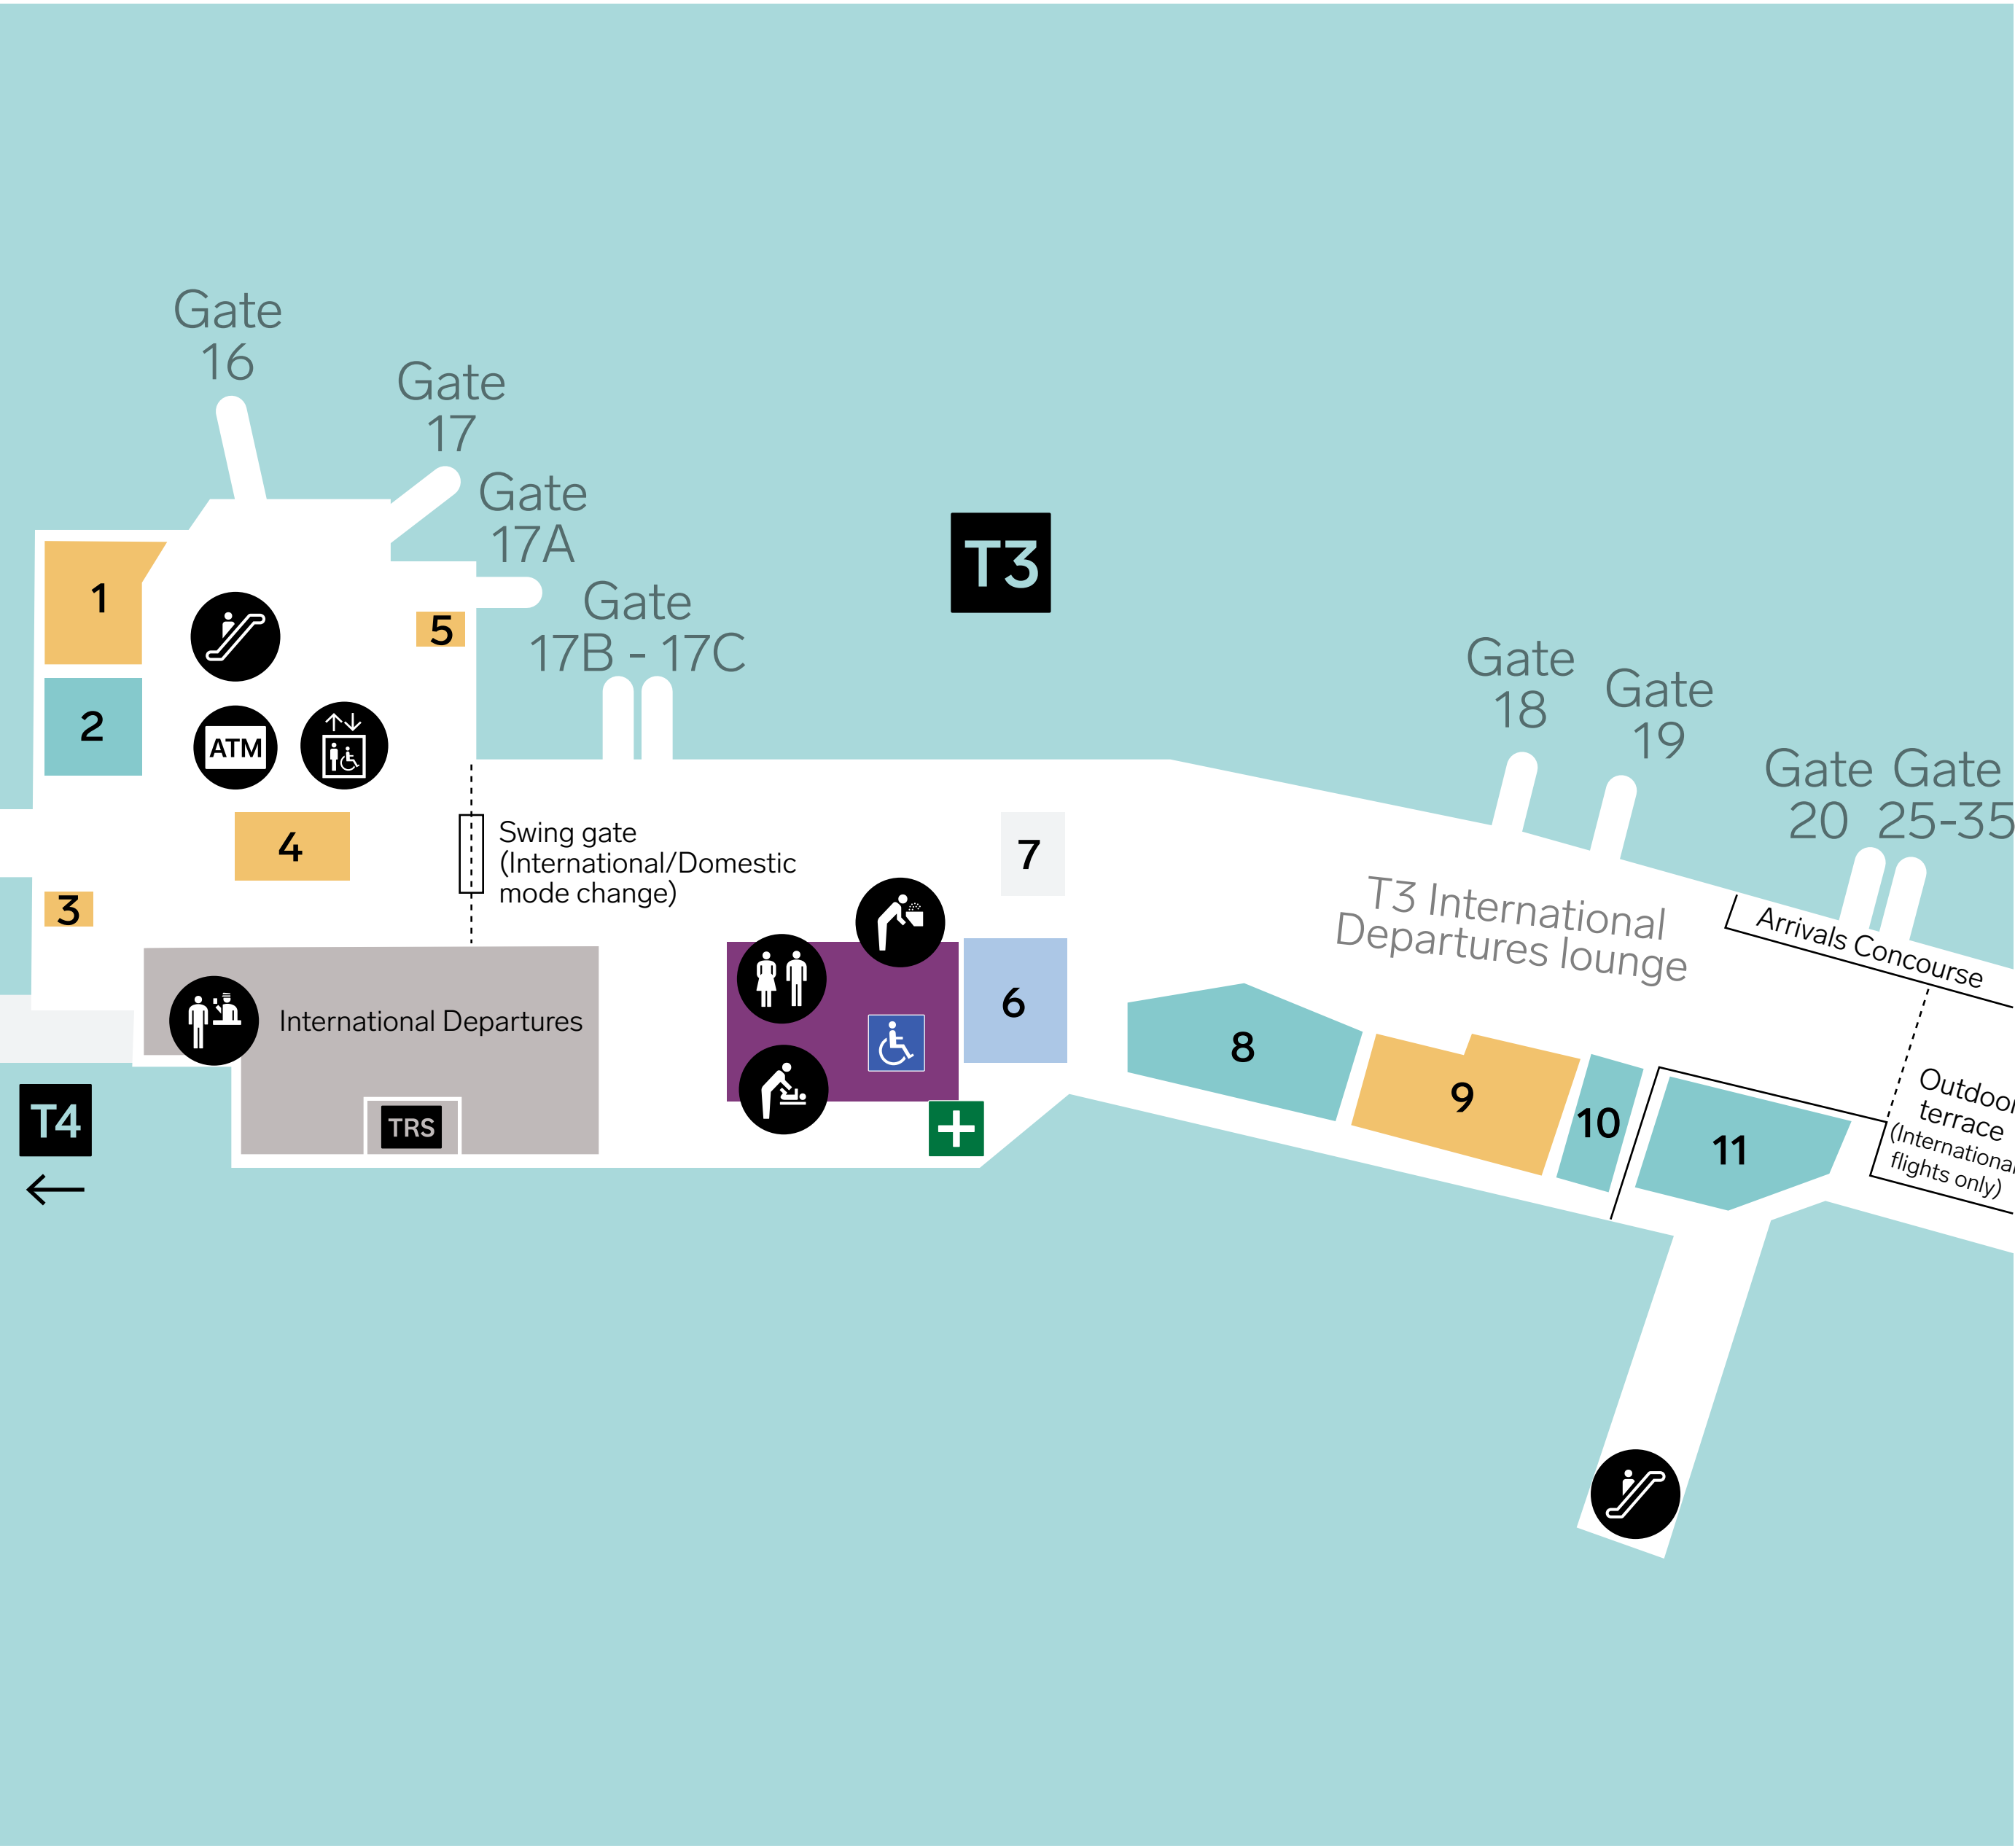 Gate
16
Gate
17
Gate
17A
Gate
17B - 17C
T3
Gate
18
Gate
19
Gate
20
Gate
25-35
1
5
2
ATM
4
3
Swing gate
(International/Domestic
mode change)
7
T3 International
Departures lounge
Arrivals Concourse
International Departures
6
8
9
10
11
Outdoor
terrace
(International
flights only)
T4
TRS